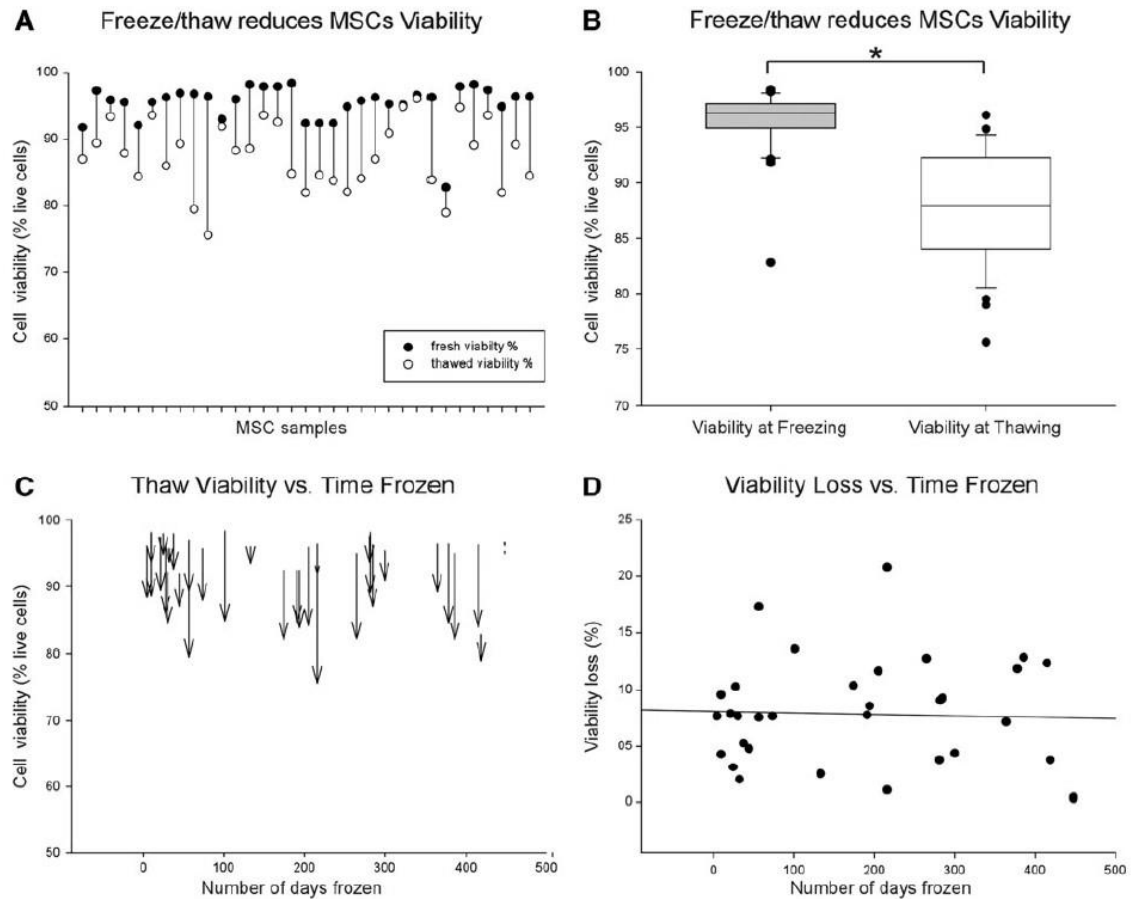 A
Freeze/thaw reduces MSCs Viability
Cell viability (% live cells)
100
90
80
70
60
50
fresh viabilty %
thawed viability %
MSC samples
B
Freeze/thaw reduces MSCs Viability
*
Cell viability (% live cells)
100
95
90
85
80
75
70
Viability at Freezing
Viability at Thawing
C
Thaw Viability vs. Time Frozen
Cell viability (% live cells)
100
90
80
70
60
50
0
100
200
300
400
500
Number of days frozen
D
Viability Loss vs. Time Frozen
Viability loss (%)
25
20
15
10
05
0
0
100
200
300
400
500
Number of days frozen